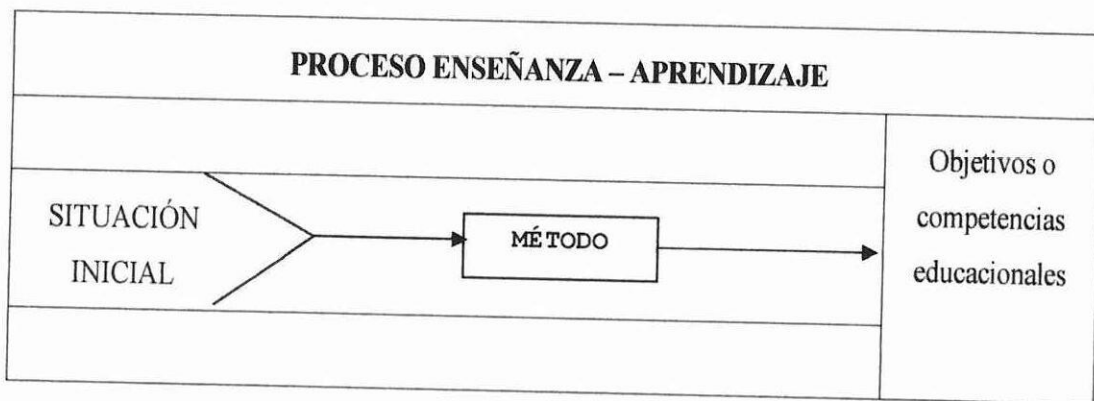 PROCESO ENSEÑANZA – APRENDIZAJE
SITUACIÓN
INICIAL
MÉTODO
Objetivos o
competencias
educacionales